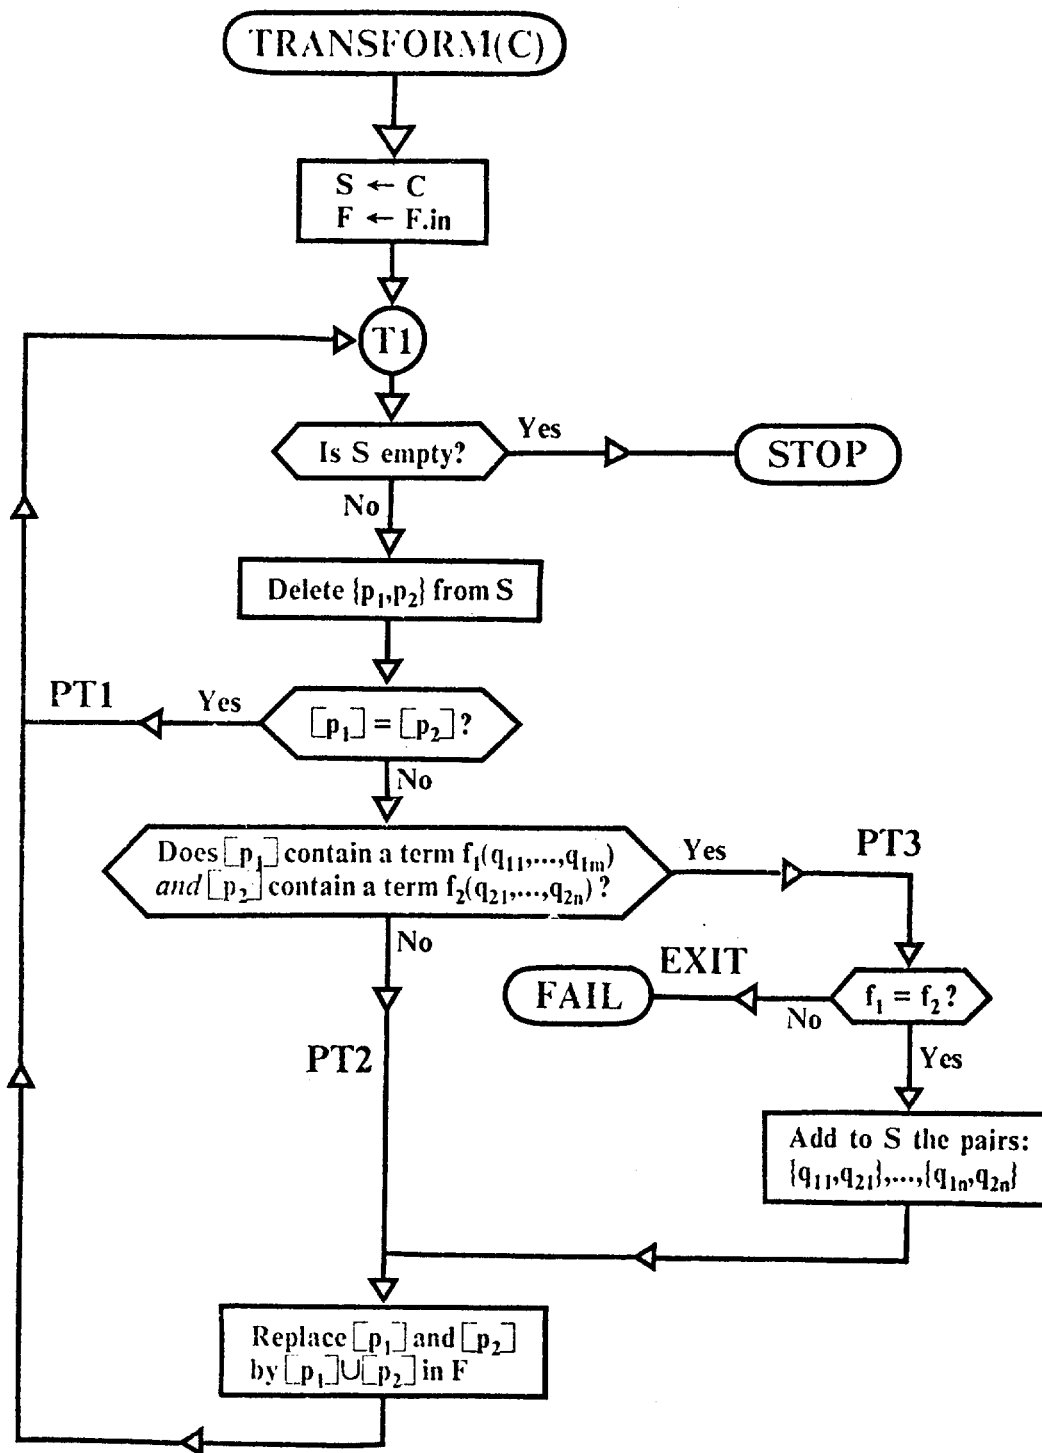 TRANSFORM(C)
S ← C
F ← F.in
T1
Is S empty?
Yes
STOP
No
Delete {p₁,p₂} from S
PT1
Yes
[p₁] = [p₂]?
No
Does [p₁] contain a term f₁(q₁₁,...,q₁ₘ)
and [p₂] contain a term f₂(q₂₁,...,q₂ₙ)?
Yes
PT3
No
EXIT
FAIL
No
f₁ = f₂?
Yes
PT2
Add to S the pairs:
{q₁₁,q₂₁},...,{q₁ₙ,q₂ₙ}
Replace [p₁] and [p₂]
by [p₁]∪[p₂] in F